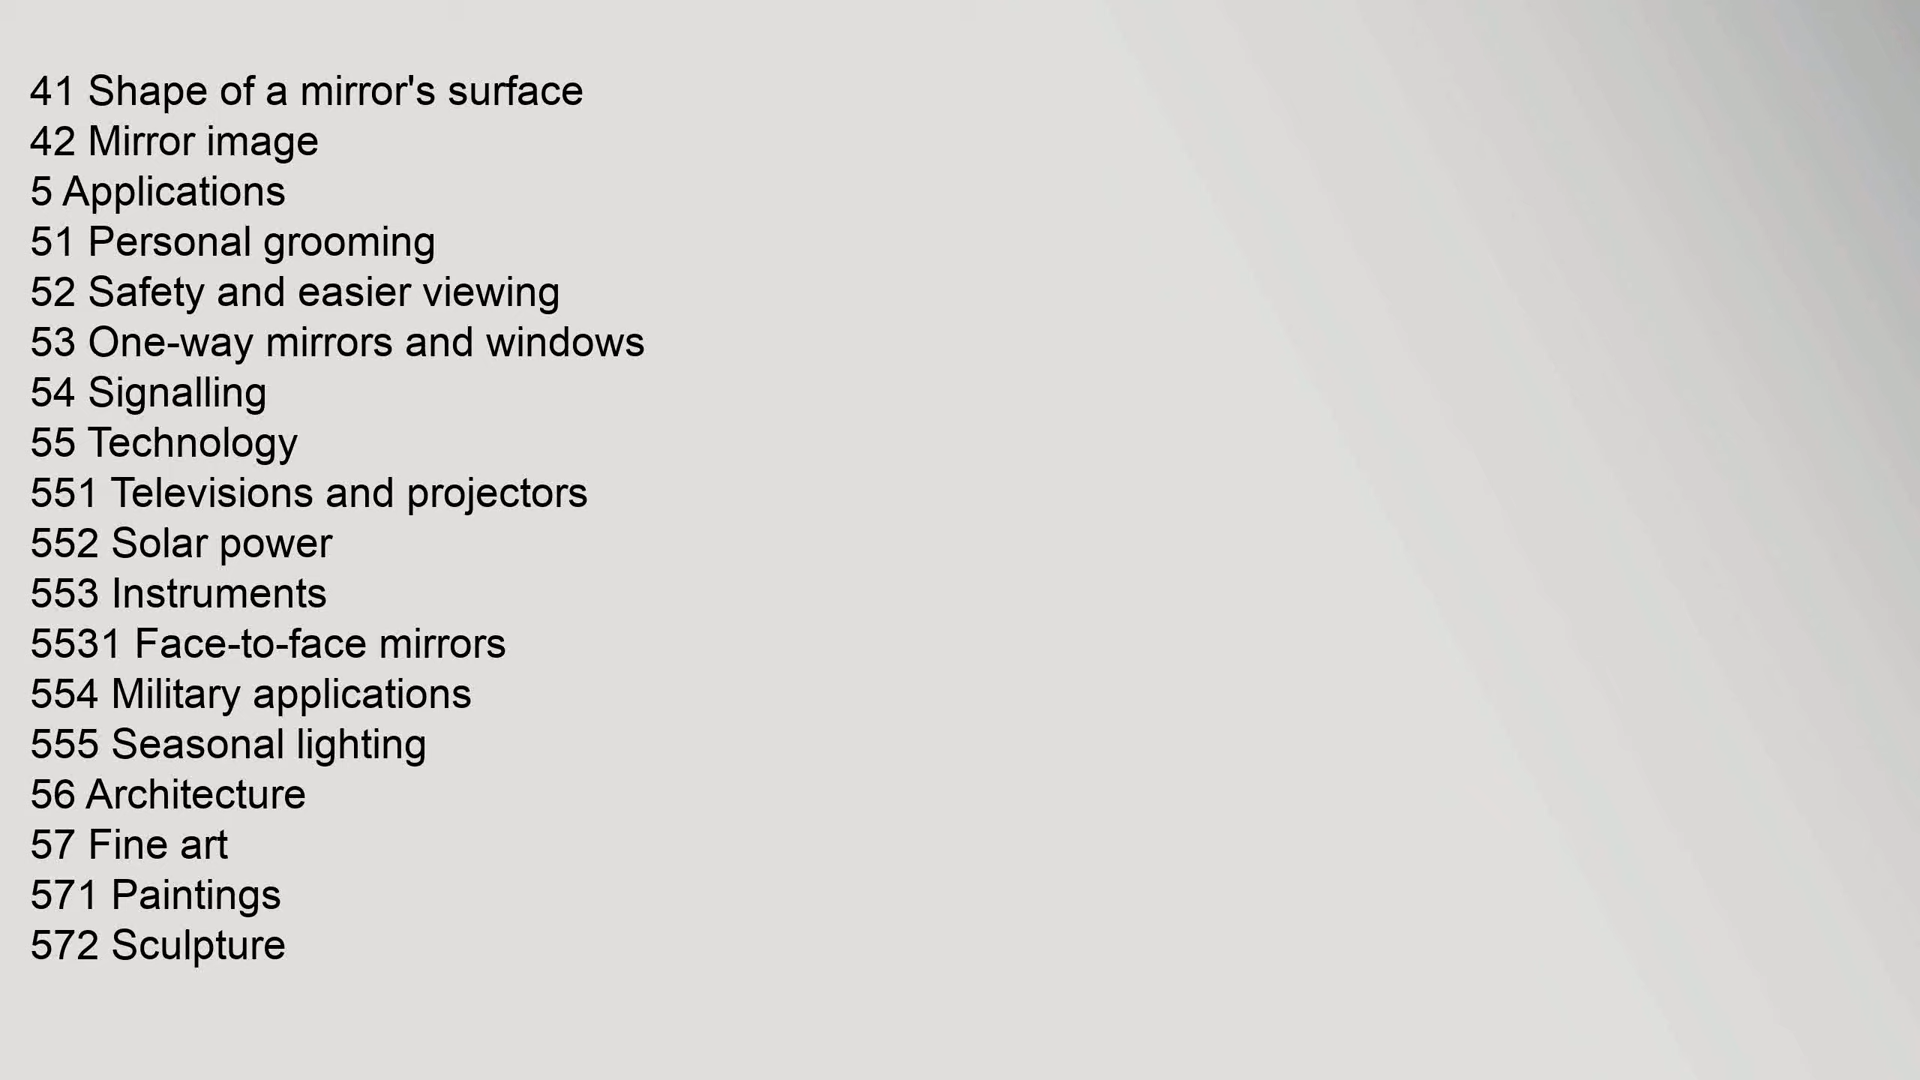 41 Shape of a mirror's surface
42 Mirror image
5 Applications
51 Personal grooming
52 Safety and easier viewing
53 One-way mirrors and windows
54 Signalling
55 Technology
551 Televisions and projectors
552 Solar power
553 Instruments
5531 Face-to-face mirrors
554 Military applications
555 Seasonal lighting
56 Architecture
57 Fine art
571 Paintings
572 Sculpture